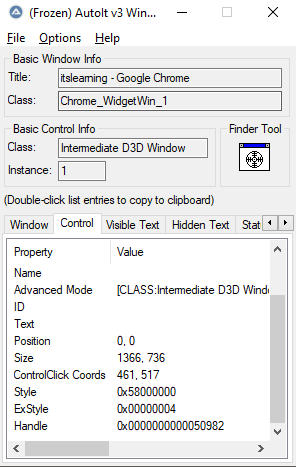 (Frozen) AutoIt v3 Win...
File Options Help
Basic Window Info
Title: itslearning - Google Chrome
Class: Chrome_WidgetWin_1
Basic Control Info
Class: Intermediate D3D Window
Instance: 1
Finder Tool
(Double-click list entries to copy to clipboard)
Window Control Visible Text Hidden Text Stat
Property Value
Name
Advanced Mode [CLASS:Intermediate D3D Windo
ID
Text
Position 0, 0
Size 1366, 736
ControlClick Coords 461, 517
Style 0x58000000
ExStyle 0x00000004
Handle 0x0000000000050982